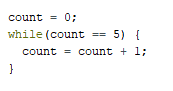 count = 0;
while(count == 5) {
  count = count + 1;
}